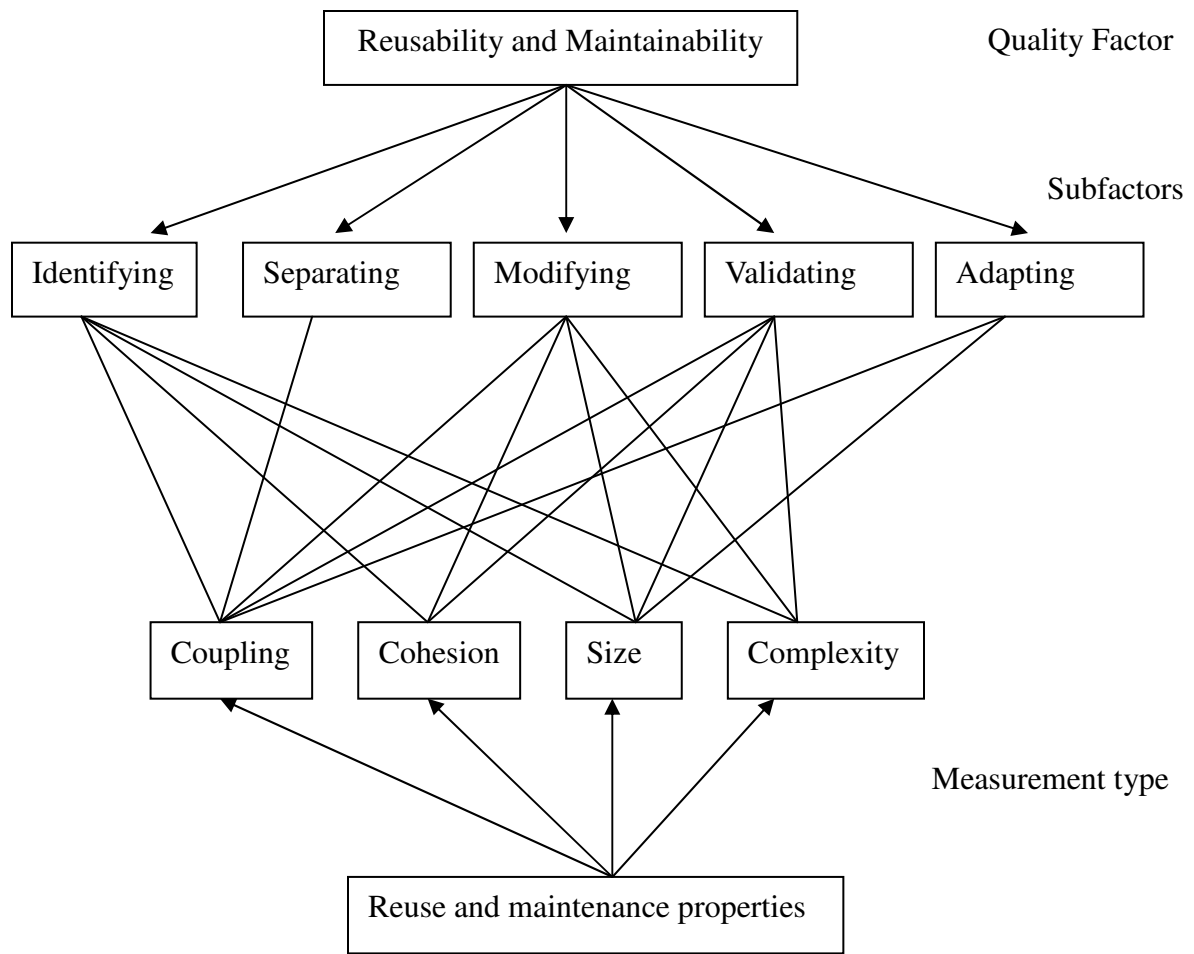 Reusability and Maintainability
Quality Factor
Subfactors
Identifying
Separating
Modifying
Validating
Adapting
Coupling
Cohesion
Size
Complexity
Measurement type
Reuse and maintenance properties